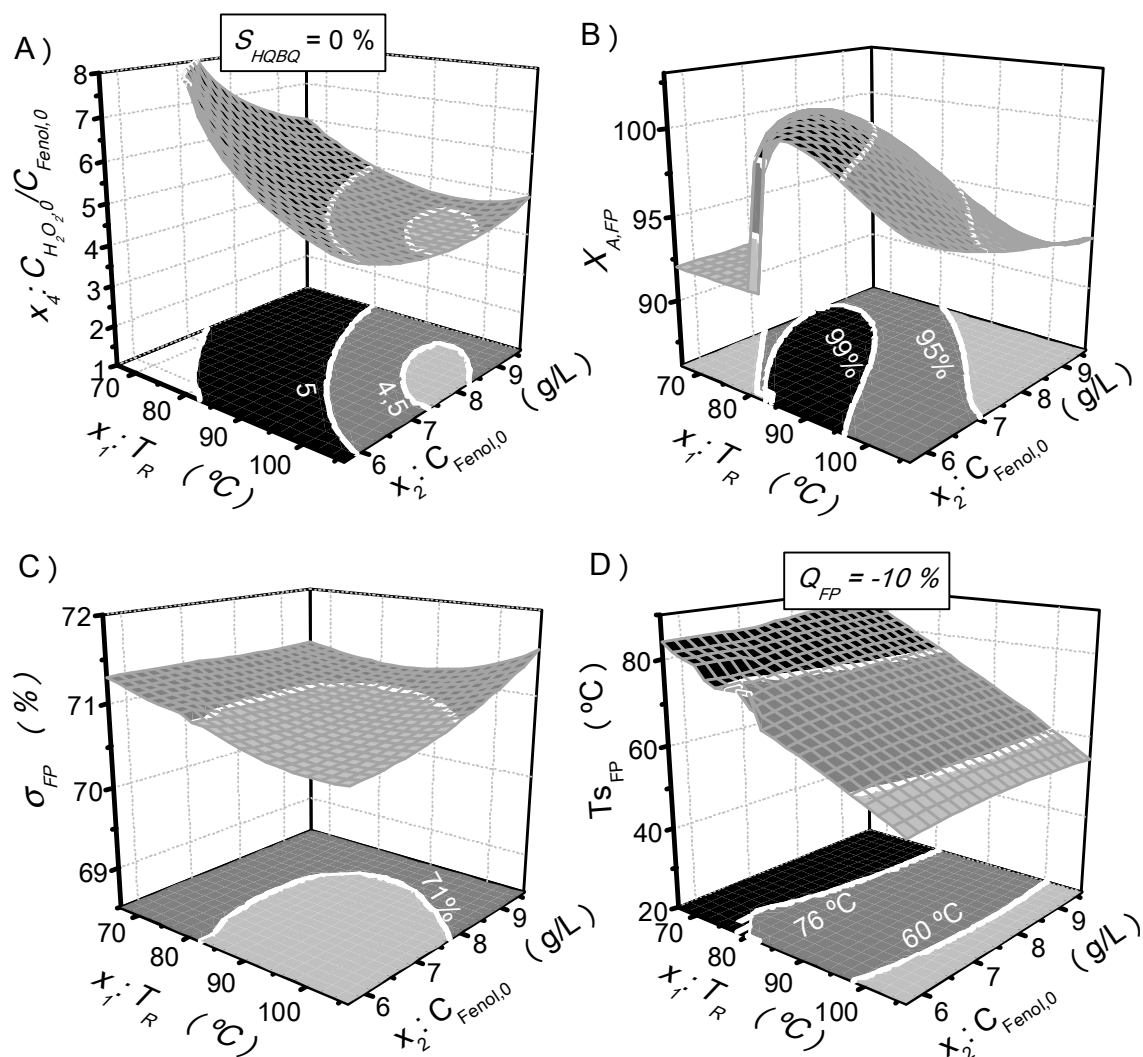 A)
S_HQBQ = 0 %
x_4: C_H_2O_2,0/C_Fenol,0
8
7
6
5
4
3
2
1
5
4,5
70
80
90
100
x_1: T_R (ºC)
6
7
8
9
x_2: C_Fenol,0 (g/L)
B)
X_A,FP
100
95
90
99%
95%
70
80
90
100
x_1: T_R (ºC)
6
7
8
9
x_2: C_Fenol,0 (g/L)
C)
σ_FP (%)
72
71
70
69
71%
70
80
90
100
x_1: T_R (ºC)
6
7
8
9
x_2: C_Fenol,0 (g/L)
D)
Q_FP = -10 %
Ts_FP (ºC)
80
60
40
20
76 ºC
60 ºC
70
80
90
100
x_1: T_R (ºC)
6
7
8
9
x_2: C_Fenol,0 (g/L)